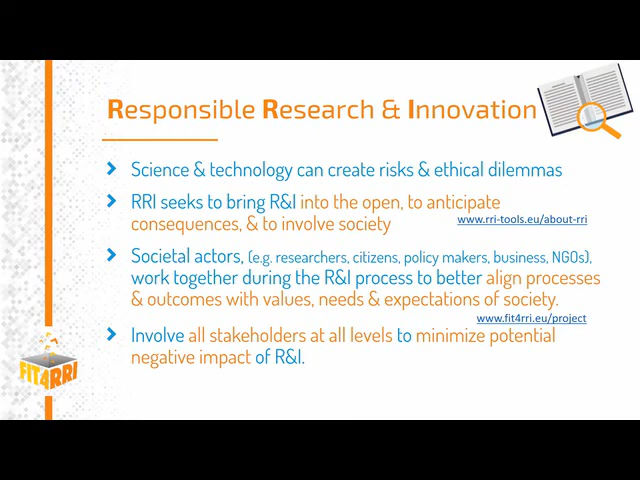 Responsible Research & Innovation
Science & technology can create risks & ethical dilemmas
RRI seeks to bring R&I into the open, to anticipate
consequences, & to involve society
www.rri-tools.eu/about-rri
Societal actors, (e.g. researchers, citizens, policy makers, business, NGOs),
work together during the R&I process to better align processes
& outcomes with values, needs & expectations of society.
www.fit4rri.eu/project
Involve all stakeholders at all levels to minimize potential
negative impact of R&I.
FIT4RRI